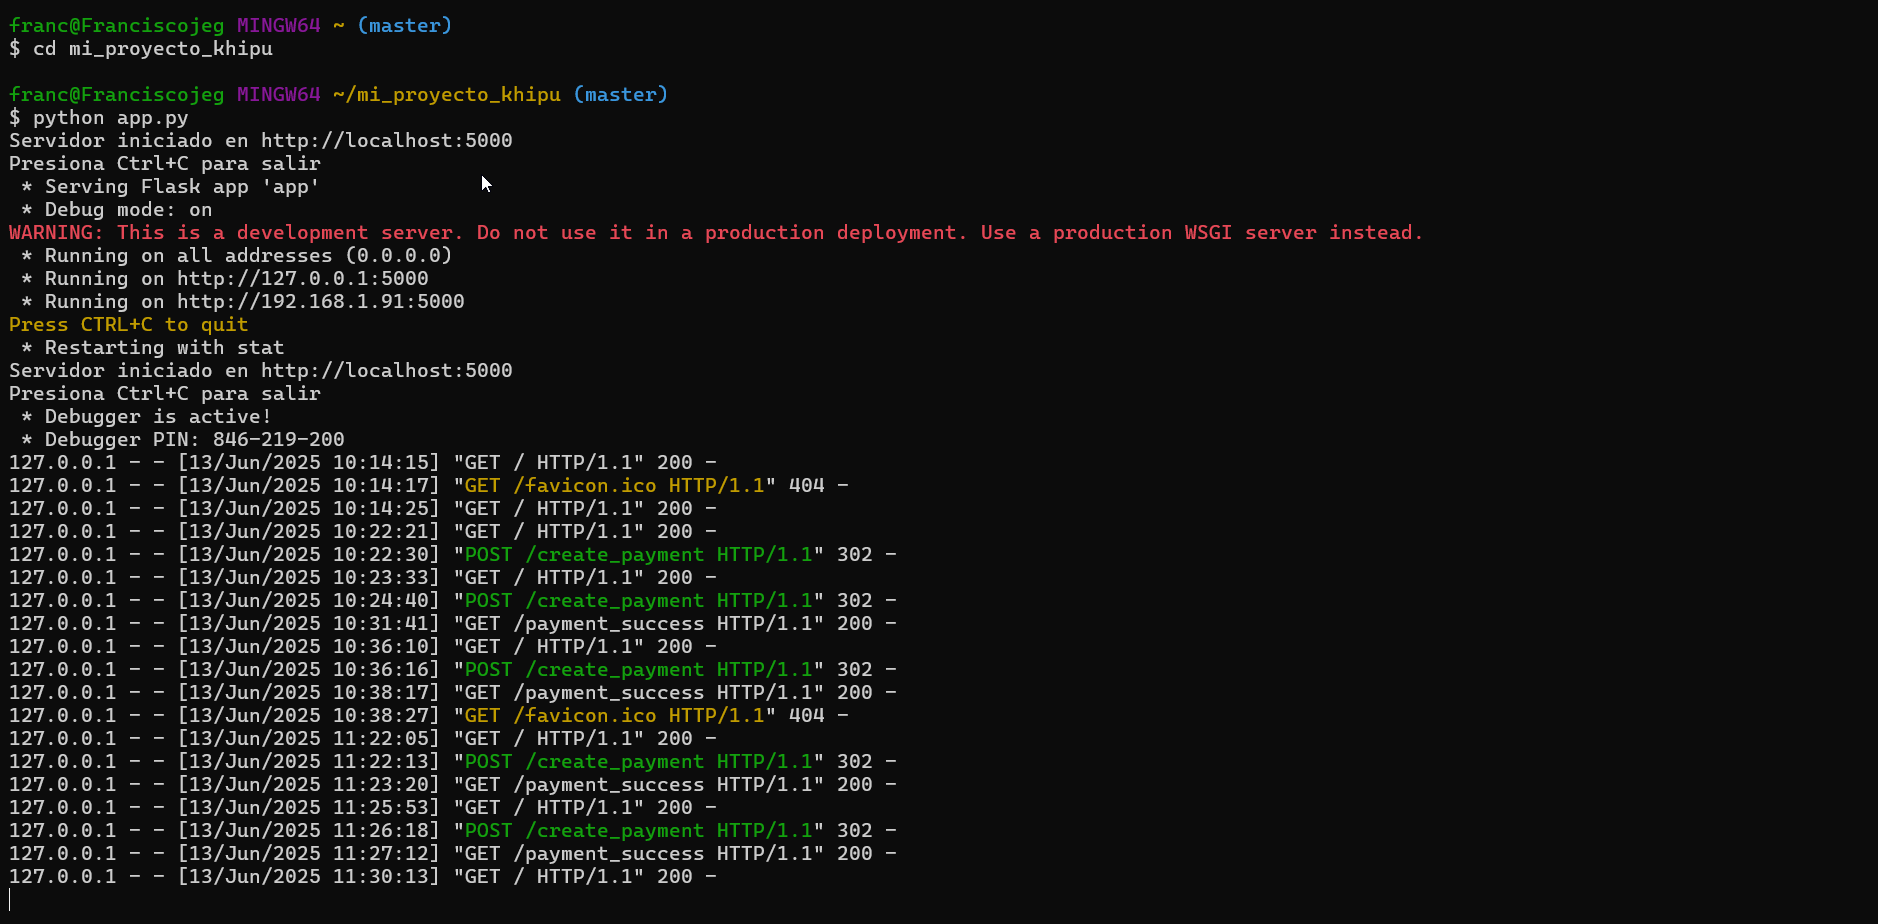 franc@Franciscojeg MINGW64 ~ (master)
$ cd mi_proyecto_khipu
franc@Franciscojeg MINGW64 ~/mi_proyecto_khipu (master)
$ python app.py
Servidor iniciado en http://localhost:5000
Presiona Ctrl+C para salir
 * Serving Flask app 'app'
 * Debug mode: on
WARNING: This is a development server. Do not use it in a production deployment. Use a production WSGI server instead.
 * Running on all addresses (0.0.0.0)
 * Running on http://127.0.0.1:5000
 * Running on http://192.168.1.91:5000
Press CTRL+C to quit
 * Restarting with stat
Servidor iniciado en http://localhost:5000
Presiona Ctrl+C para salir
 * Debugger is active!
 * Debugger PIN: 846-219-200
127.0.0.1 - - [13/Jun/2025 10:14:15] "GET / HTTP/1.1" 200 -
127.0.0.1 - - [13/Jun/2025 10:14:17] "GET /favicon.ico HTTP/1.1" 404 -
127.0.0.1 - - [13/Jun/2025 10:14:25] "GET / HTTP/1.1" 200 -
127.0.0.1 - - [13/Jun/2025 10:22:21] "GET / HTTP/1.1" 200 -
127.0.0.1 - - [13/Jun/2025 10:22:30] "POST /create_payment HTTP/1.1" 302 -
127.0.0.1 - - [13/Jun/2025 10:23:33] "GET / HTTP/1.1" 200 -
127.0.0.1 - - [13/Jun/2025 10:24:40] "POST /create_payment HTTP/1.1" 302 -
127.0.0.1 - - [13/Jun/2025 10:31:41] "GET /payment_success HTTP/1.1" 200 -
127.0.0.1 - - [13/Jun/2025 10:36:10] "GET / HTTP/1.1" 200 -
127.0.0.1 - - [13/Jun/2025 10:36:16] "POST /create_payment HTTP/1.1" 302 -
127.0.0.1 - - [13/Jun/2025 10:38:17] "GET /payment_success HTTP/1.1" 200 -
127.0.0.1 - - [13/Jun/2025 10:38:27] "GET /favicon.ico HTTP/1.1" 404 -
127.0.0.1 - - [13/Jun/2025 11:22:05] "GET / HTTP/1.1" 200 -
127.0.0.1 - - [13/Jun/2025 11:22:13] "POST /create_payment HTTP/1.1" 302 -
127.0.0.1 - - [13/Jun/2025 11:23:20] "GET /payment_success HTTP/1.1" 200 -
127.0.0.1 - - [13/Jun/2025 11:25:53] "GET / HTTP/1.1" 200 -
127.0.0.1 - - [13/Jun/2025 11:26:18] "POST /create_payment HTTP/1.1" 302 -
127.0.0.1 - - [13/Jun/2025 11:27:12] "GET /payment_success HTTP/1.1" 200 -
127.0.0.1 - - [13/Jun/2025 11:30:13] "GET / HTTP/1.1" 200 -